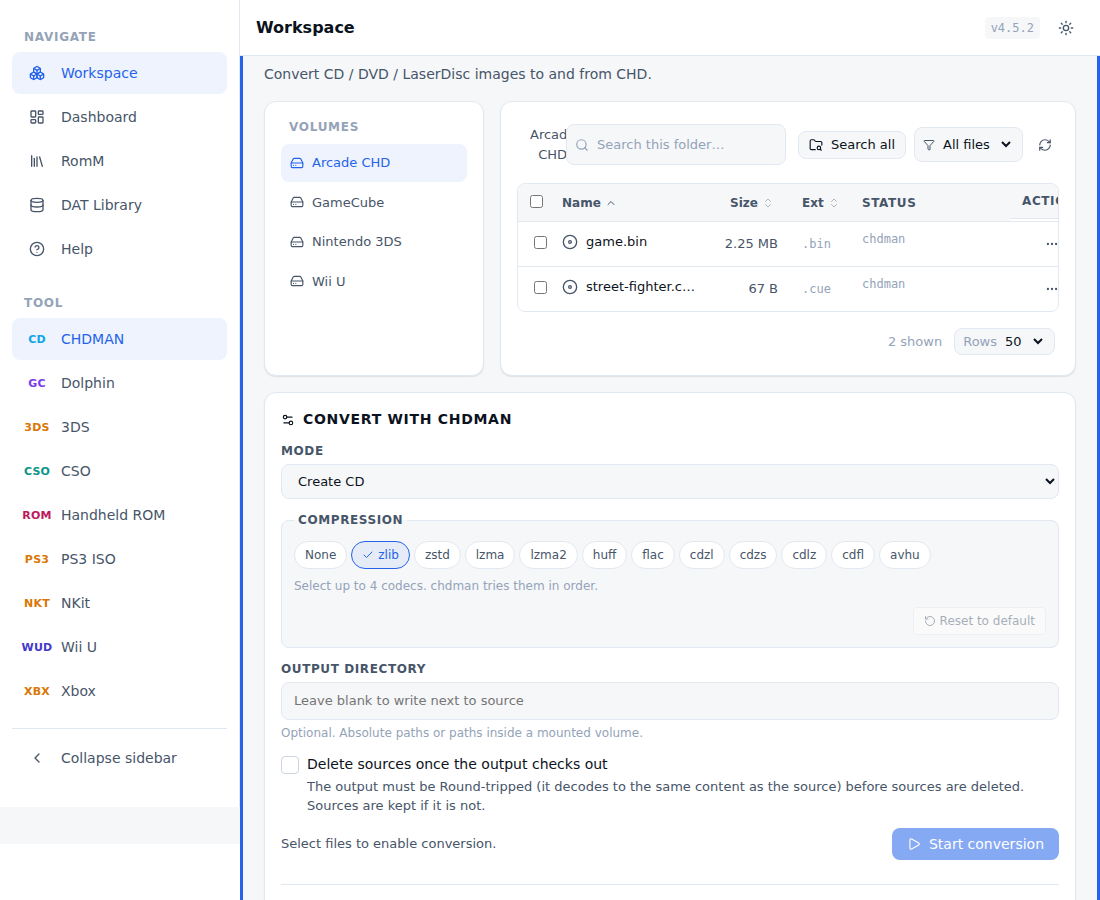 NAVIGATE
Workspace
Dashboard
RomM
DAT Library
Help
TOOL
CD CHDMAN
GC Dolphin
3DS 3DS
CSO CSO
ROM Handheld ROM
PS3 PS3 ISO
NKT NKit
WUD Wii U
XBX Xbox
Collapse sidebar
Workspace
v4.5.2
Convert CD / DVD / LaserDisc images to and from CHD.
VOLUMES
Arcade CHD
GameCube
Nintendo 3DS
Wii U
Arcad
CHD
Search this folder…
Search all
All files
Name Size Ext STATUS ACTIO
game.bin 2.25 MB .bin chdman
street-fighter.c… 67 B .cue chdman
2 shown Rows 50
CONVERT WITH CHDMAN
MODE
Create CD
COMPRESSION
None zlib zstd lzma lzma2 huff flac cdzl cdzs cdlz cdfl avhu
Select up to 4 codecs. chdman tries them in order.
Reset to default
OUTPUT DIRECTORY
Leave blank to write next to source
Optional. Absolute paths or paths inside a mounted volume.
Delete sources once the output checks out
The output must be Round-tripped (it decodes to the same content as the source) before sources are deleted.
Sources are kept if it is not.
Select files to enable conversion.
Start conversion